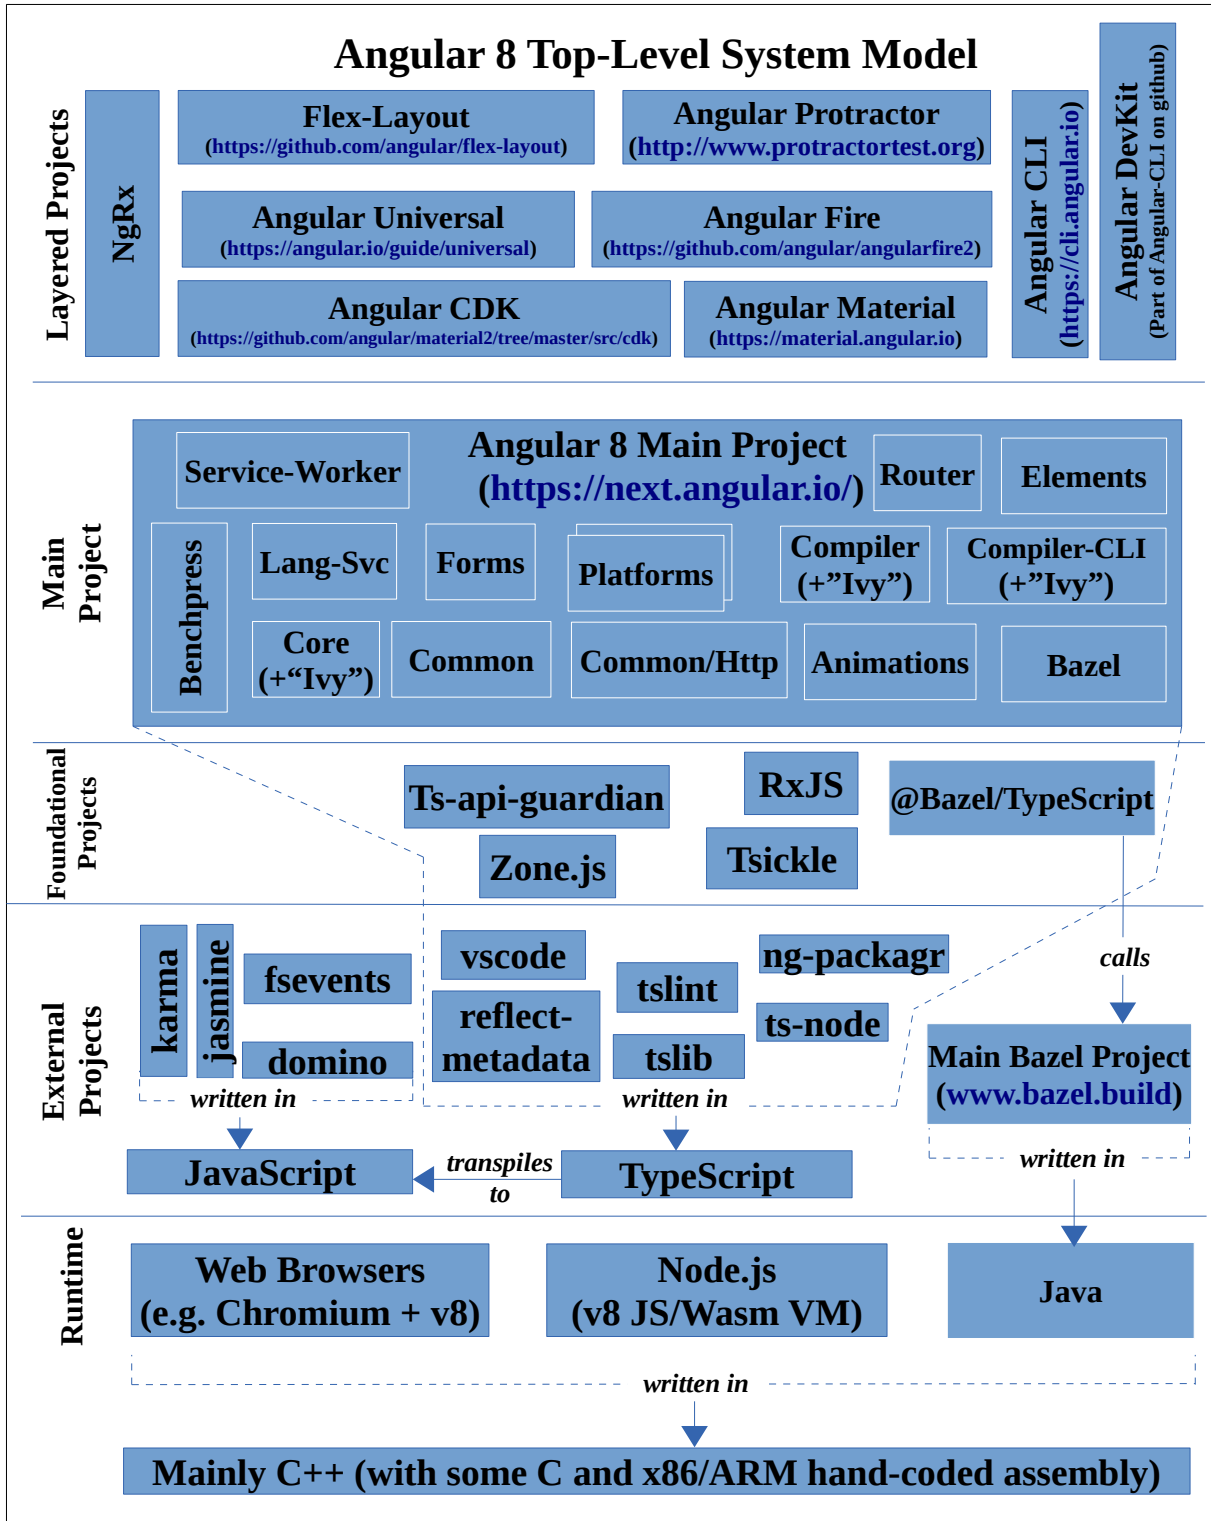 Angular 8 Top-Level System Model
Layered Projects
NgRx
Flex-Layout
(https://github.com/angular/flex-layout)
Angular Protractor
(http://www.protractortest.org)
Angular Universal
(https://angular.io/guide/universal)
Angular Fire
(https://github.com/angular/angularfire2)
Angular CDK
(https://github.com/angular/material2/tree/master/src/cdk)
Angular Material
(https://material.angular.io)
Angular CLI
(https://cli.angular.io)
Angular DevKit
(Part of Angular-CLI on github)
Main
Project
Angular 8 Main Project
(https://next.angular.io/)
Service-Worker
Router
Elements
Benchpress
Lang-Svc
Forms
Platforms
Compiler
(+”Ivy”)
Compiler-CLI
(+”Ivy”)
Core
(+“Ivy”)
Common
Common/Http
Animations
Bazel
Foundational
Projects
Ts-api-guardian
RxJS
@Bazel/TypeScript
Zone.js
Tsickle
External
Projects
karma
jasmine
fsevents
domino
vscode
reflect-
metadata
tslint
tslib
ng-packagr
ts-node
calls
Main Bazel Project
(www.bazel.build)
written in
written in
written in
JavaScript
transpiles
to
TypeScript
Runtime
Web Browsers
(e.g. Chromium + v8)
Node.js
(v8 JS/Wasm VM)
Java
written in
Mainly C++ (with some C and x86/ARM hand-coded assembly)